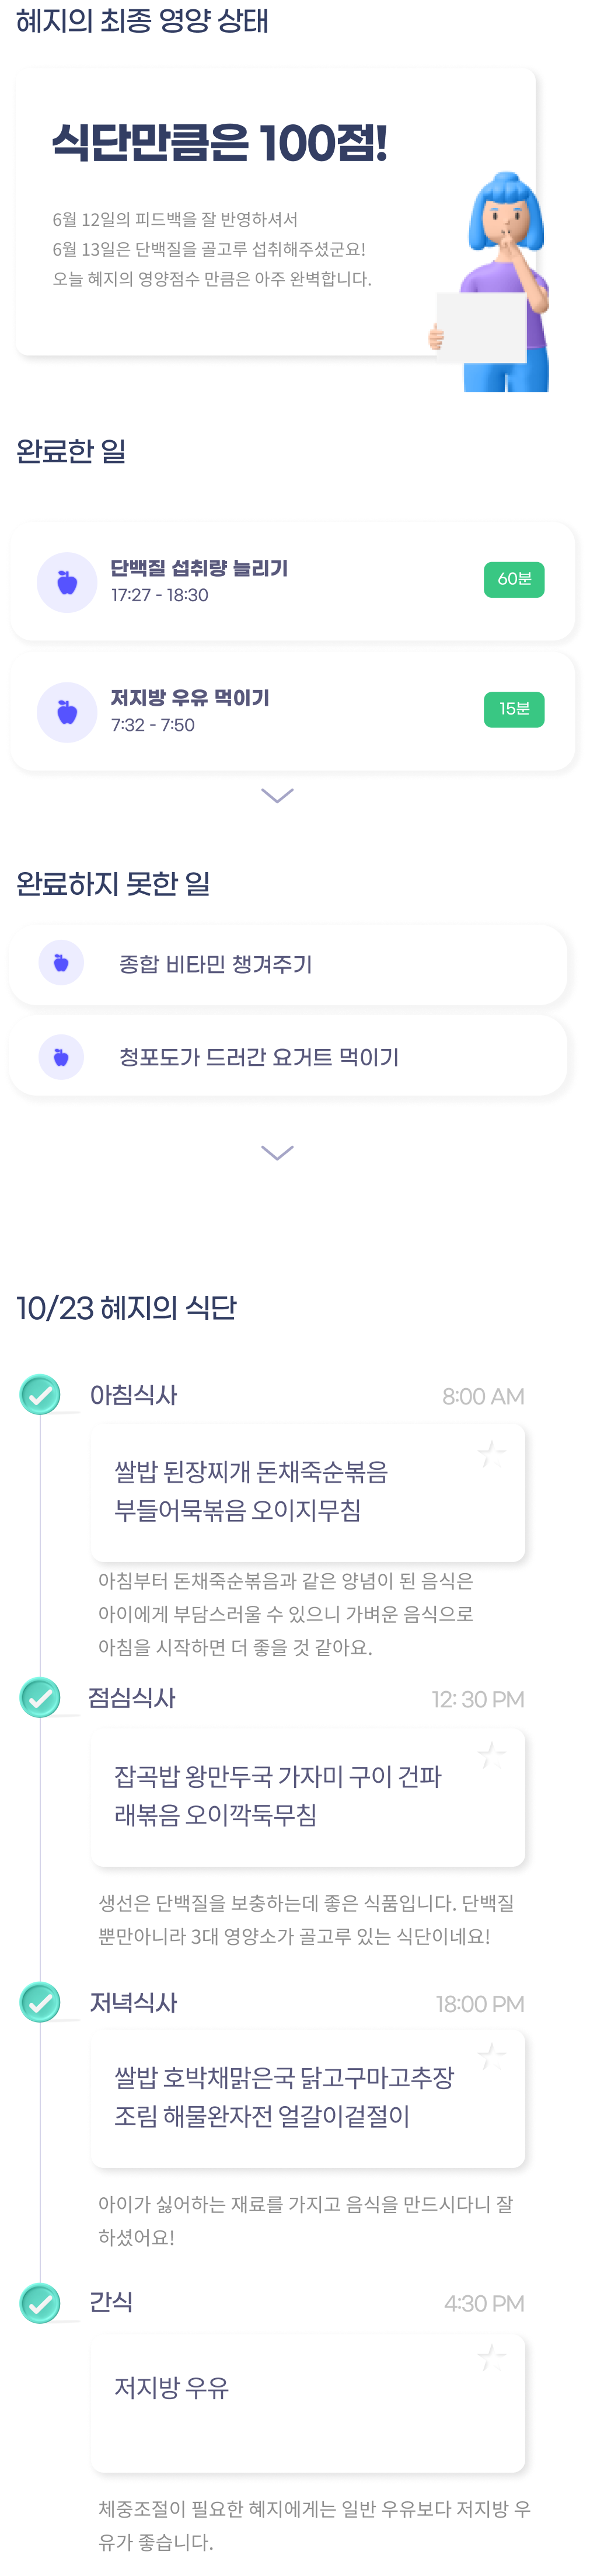 혜지의 최종 영양 상태
식단만큼은 100점!
6월 12일의 피드백을 잘 반영하셔서
6월 13일은 단백질을 골고루 섭취해주셨군요!
오늘 혜지의 영양점수 만큼은 아주 완벽합니다.
완료한 일
단백질 섭취량 늘리기
60분
17:27 - 18:30
저지방 우유 먹이기
15분
7:32 - 7:50
완료하지 못한 일
종합 비타민 챙겨주기
청포도가 드러간 요거트 먹이기
10/23 혜지의 식단
아침식사
8:00 AM
쌀밥 된장찌개 돈채죽순볶음
부들어묵볶음 오이지무침
아침부터 돈채죽순볶음과 같은 양념이 된 음식은
아이에게 부담스러울 수 있으니 가벼운 음식으로
아침을 시작하면 더 좋을 것 같아요.
점심식사
12: 30 PM
잡곡밥 왕만두국 가자미 구이 건파
래볶음 오이깍둑무침
생선은 단백질을 보충하는데 좋은 식품입니다. 단백질
뿐만아니라 3대 영양소가 골고루 있는 식단이네요!
저녁식사
18:00 PM
쌀밥 호박채맑은국 닭고구마고추장
조림 해물완자전 얼갈이겉절이
아이가 싫어하는 재료를 가지고 음식을 만드시다니 잘
하셨어요!
간식
4:30 PM
저지방 우유
체중조절이 필요한 혜지에게는 일반 우유보다 저지방 우
유가 좋습니다.